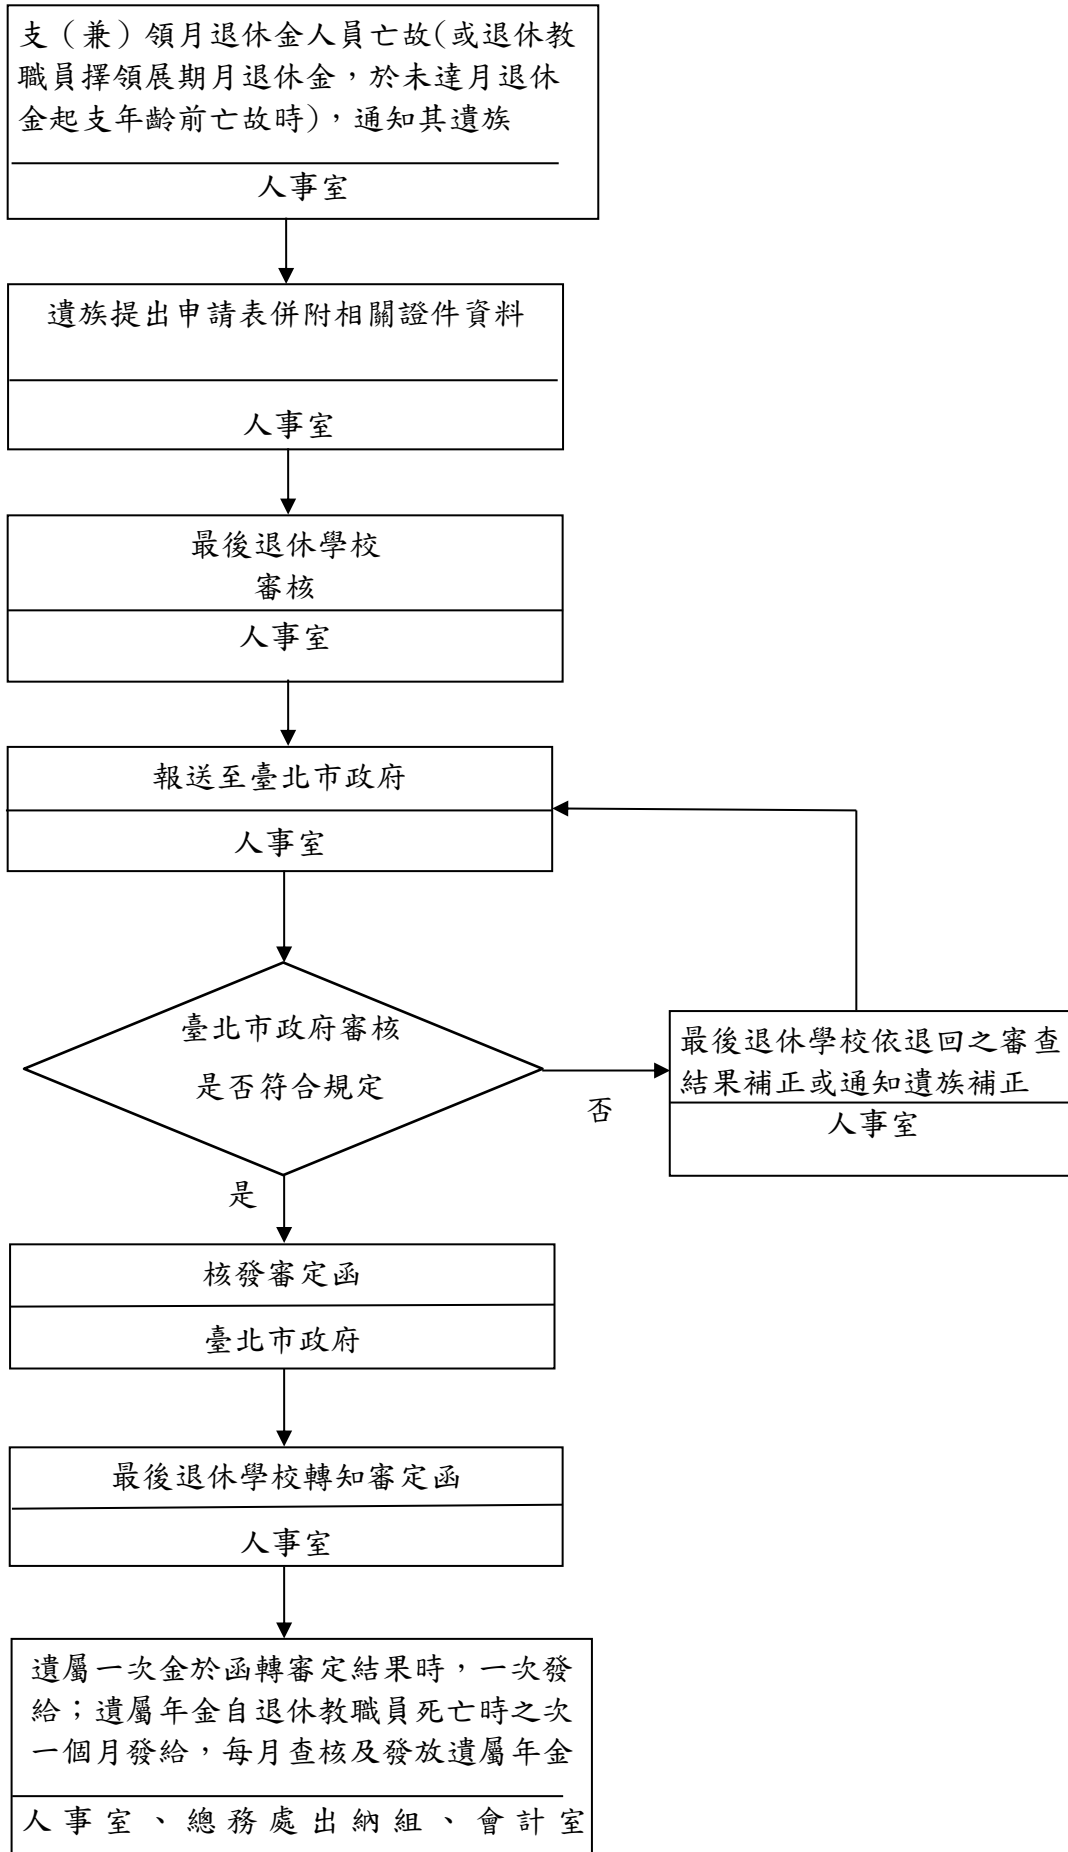 支（兼）領月退休金人員亡故(或退休教
職員擇領展期月退休金，於未達月退休
金起支年齡前亡故時)，通知其遺族
人事室
遺族提出申請表併附相關證件資料
人事室
最後退休學校
審核
人事室
報送至臺北市政府
人事室
臺北市政府審核
是否符合規定
否
最後退休學校依退回之審查
結果補正或通知遺族補正
人事室
是
核發審定函
臺北市政府
最後退休學校轉知審定函
人事室
遺屬一次金於函轉審定結果時，一次發
給；遺屬年金自退休教職員死亡時之次
一個月發給，每月查核及發放遺屬年金
人事室、總務處出納組、會計室